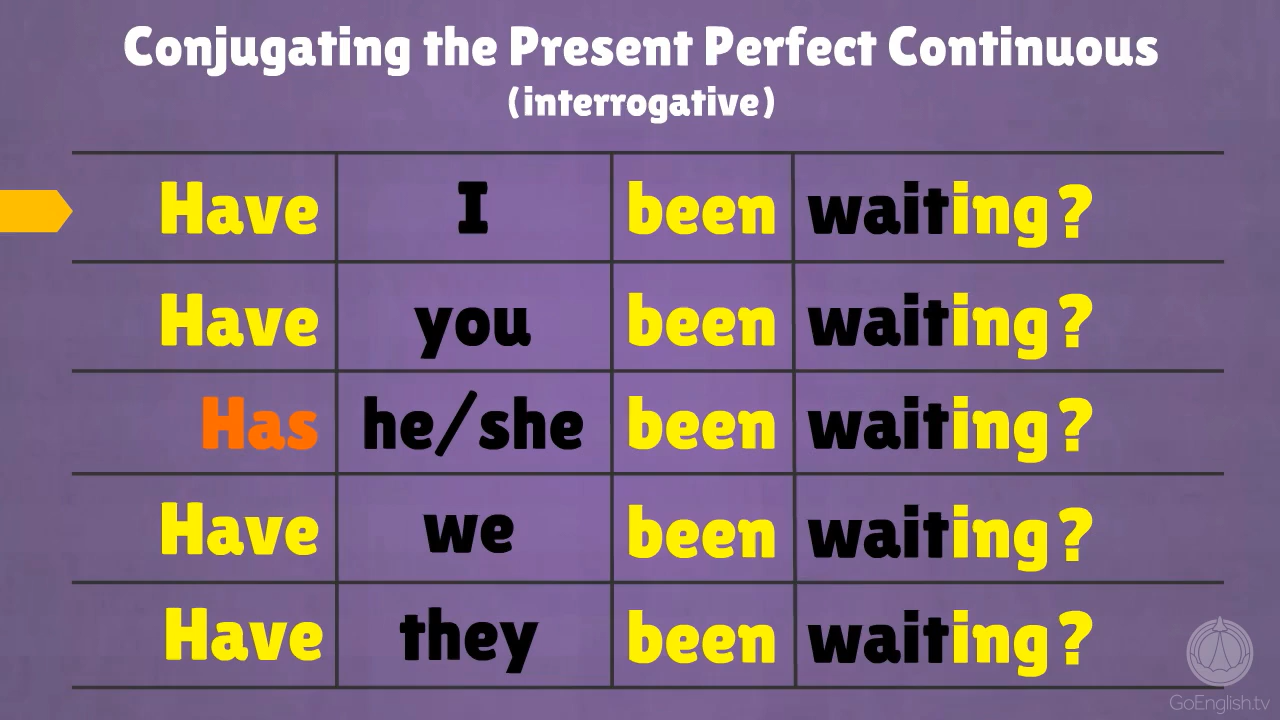 Conjugating the Present Perfect Continuous
(interrogative)
Have I been waiting?
Have you been waiting?
Has he/she been waiting?
Have we been waiting?
Have they been waiting?
GoEnglish.tv